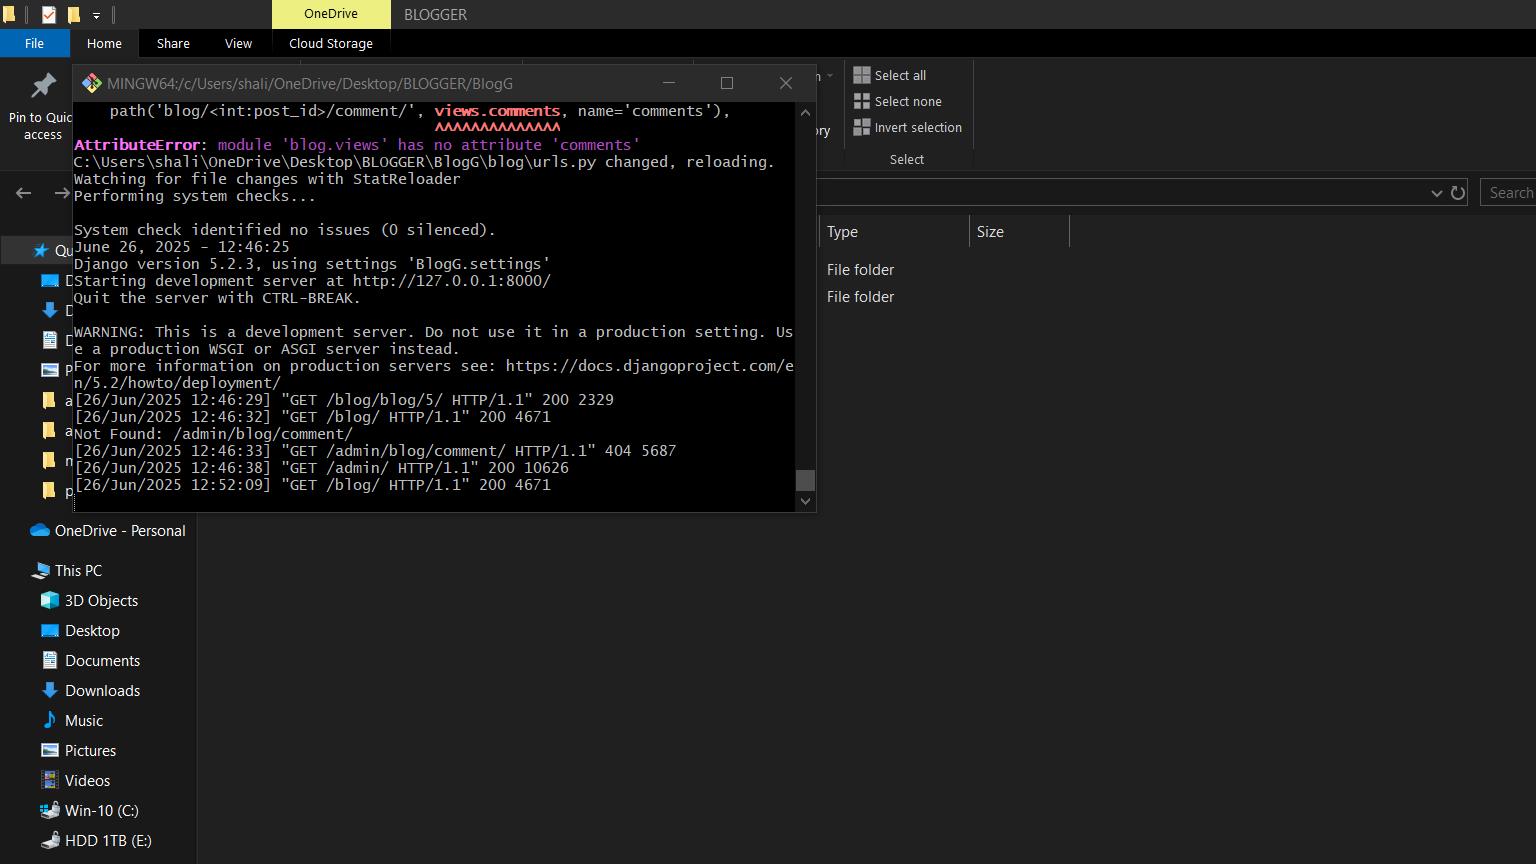 OneDrive
BLOGGER
File
Home
Share
View
Cloud Storage
Pin to Quic
access
Select all
Select none
Invert selection
Select
MINGW64:/c/Users/shali/OneDrive/Desktop/BLOGGER/BlogG
path('blog/<int:post_id>/comment/', views.comments, name='comments'),
^^^^^^^^^^^^^^
AttributeError: module 'blog.views' has no attribute 'comments'
C:\Users\shali\OneDrive\Desktop\BLOGGER\BlogG\blog\urls.py changed, reloading.
Watching for file changes with StatReloader
Performing system checks...
System check identified no issues (0 silenced).
June 26, 2025 - 12:46:25
Django version 5.2.3, using settings 'BlogG.settings'
Starting development server at http://127.0.0.1:8000/
Quit the server with CTRL-BREAK.
WARNING: This is a development server. Do not use it in a production setting. Us
e a production WSGI or ASGI server instead.
For more information on production servers see: https://docs.djangoproject.com/e
n/5.2/howto/deployment/
[26/Jun/2025 12:46:29] "GET /blog/blog/5/ HTTP/1.1" 200 2329
[26/Jun/2025 12:46:32] "GET /blog/ HTTP/1.1" 200 4671
Not Found: /admin/blog/comment/
[26/Jun/2025 12:46:33] "GET /admin/blog/comment/ HTTP/1.1" 404 5687
[26/Jun/2025 12:46:38] "GET /admin/ HTTP/1.1" 200 10626
[26/Jun/2025 12:52:09] "GET /blog/ HTTP/1.1" 200 4671
Search
Type
Size
File folder
File folder
OneDrive - Personal
This PC
3D Objects
Desktop
Documents
Downloads
Music
Pictures
Videos
Win-10 (C:)
HDD 1TB (E:)